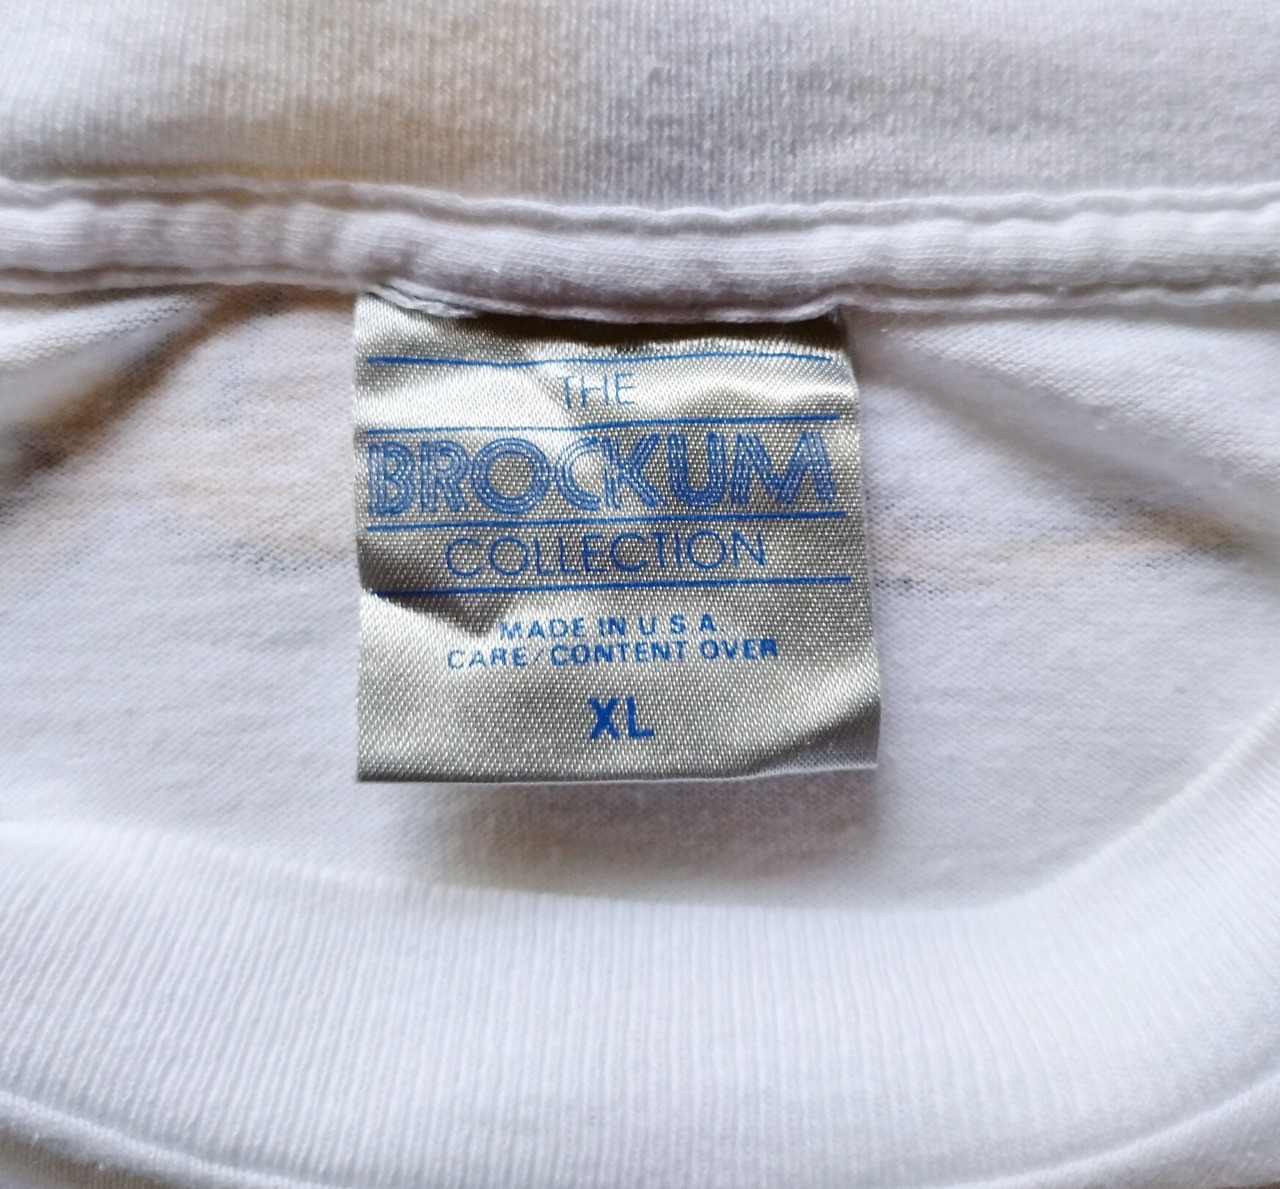 THE
BROCKUM
COLLECTION
MADE IN U.S.A.
CARE/CONTENT OVER
XL